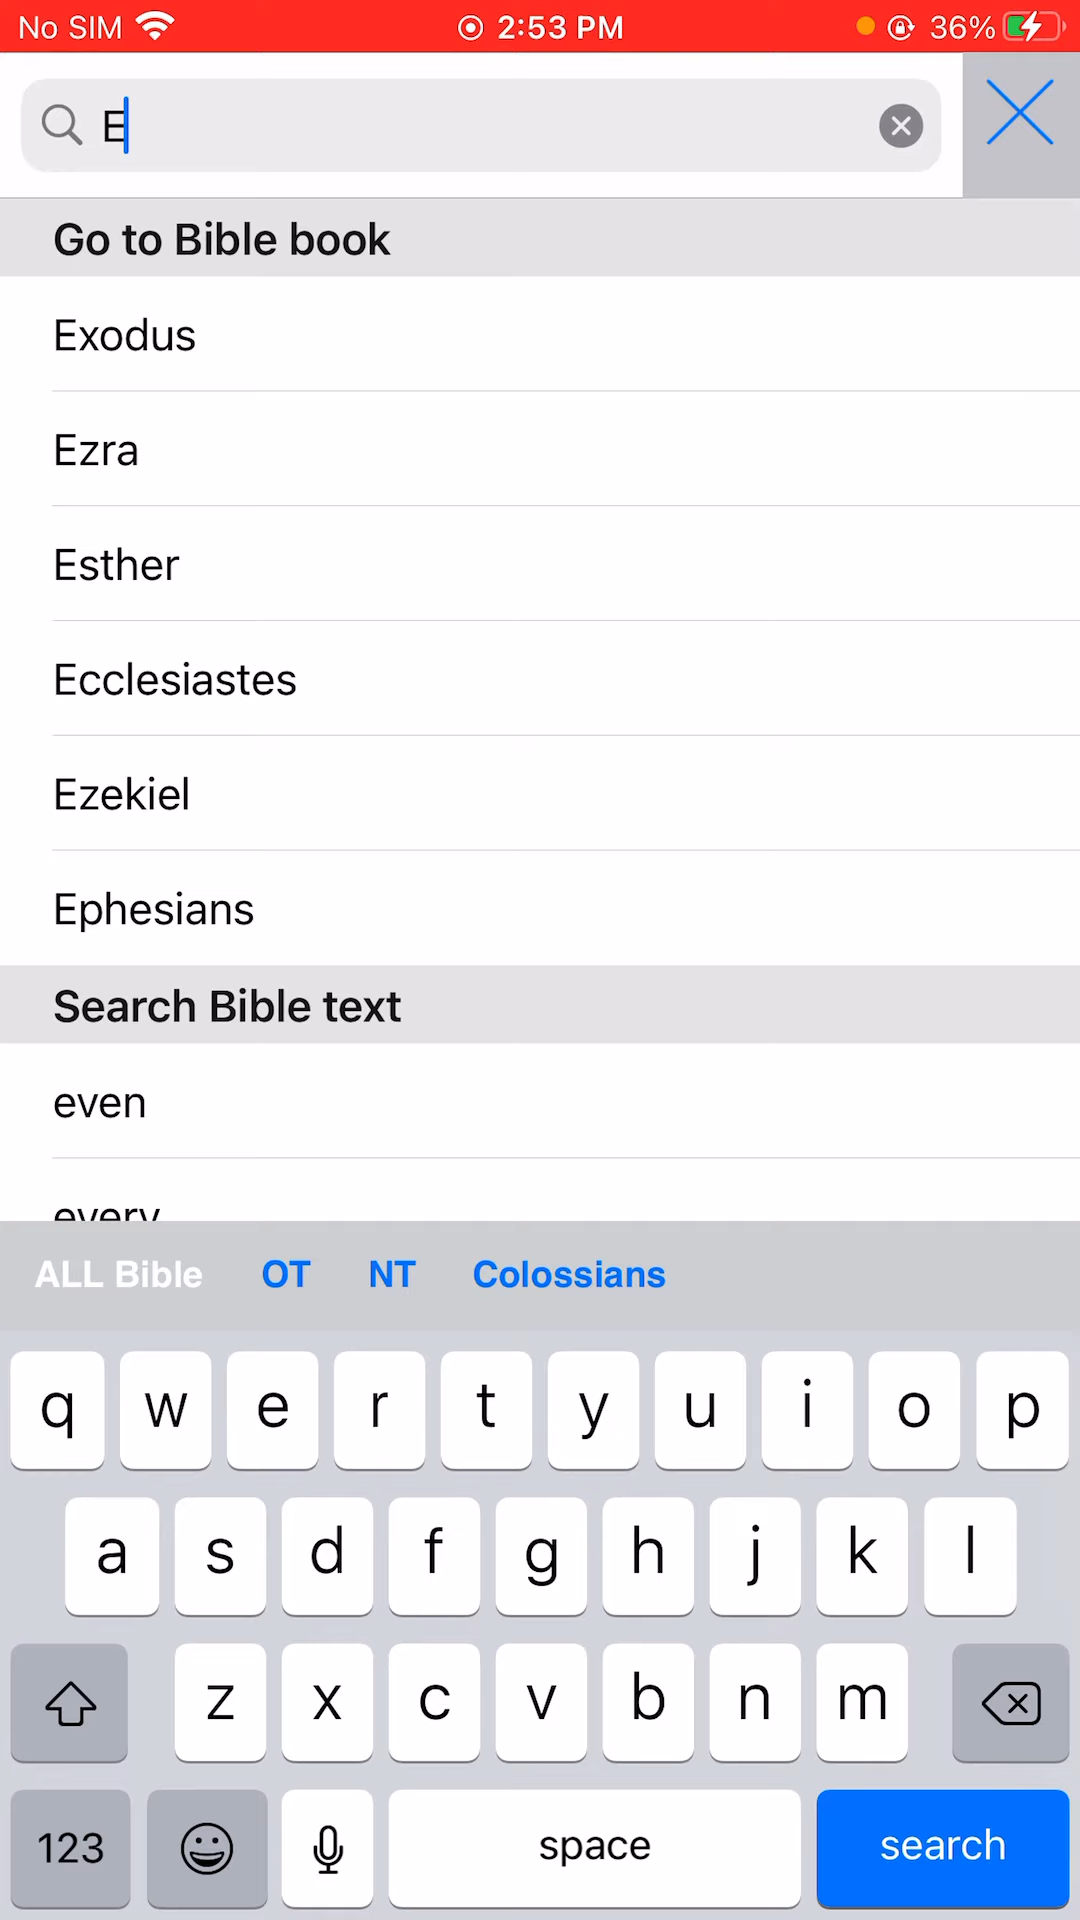 No SIM 2:53 PM 36%
E
Go to Bible book
Exodus
Ezra
Esther
Ecclesiastes
Ezekiel
Ephesians
Search Bible text
even
every
ALL Bible OT NT Colossians
q w e r t y u i o p
a s d f g h j k l
z x c v b n m
123 space search